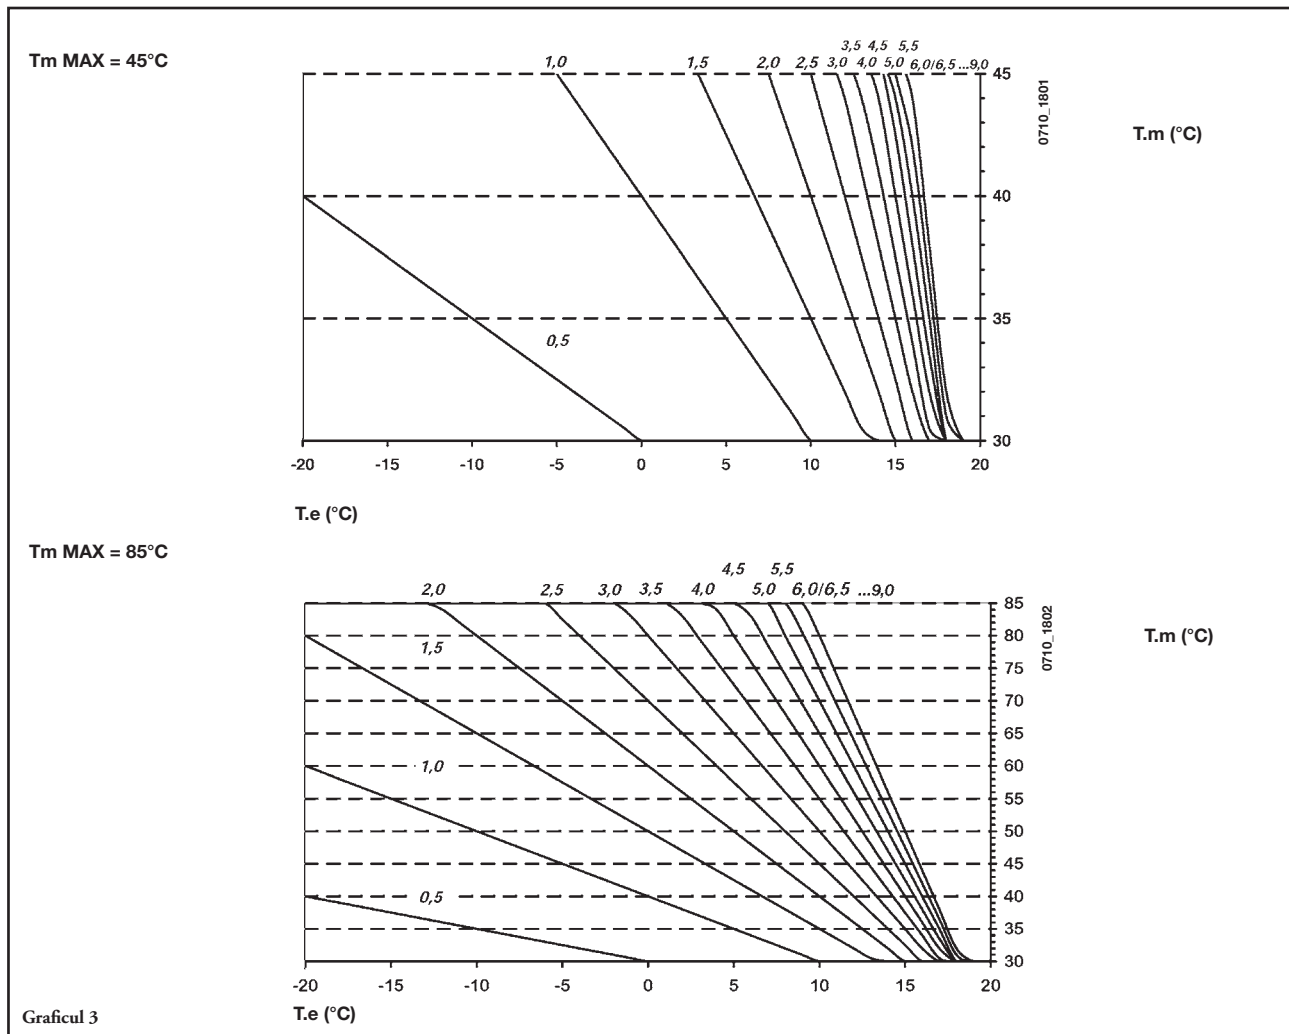 Tm MAX = 45°C
3,5 4,5 5,5
1,0 1,5 2,0 2,5 3,0 4,0 5,0 6,0/6,5 ...9,0
45
40
35
30
0,5
0710_1801
T.m (°C)
-20 -15 -10 -5 0 5 10 15 20
T.e (°C)
Tm MAX = 85°C
4,5 5,5
2,0 2,5 3,0 3,5 4,0 5,0 6,0/6,5 ...9,0
85
80
75
70
65
60
55
50
45
40
35
30
1,5
1,0
0,5
0710_1802
T.m (°C)
-20 -15 -10 -5 0 5 10 15 20
T.e (°C)
Graficul 3